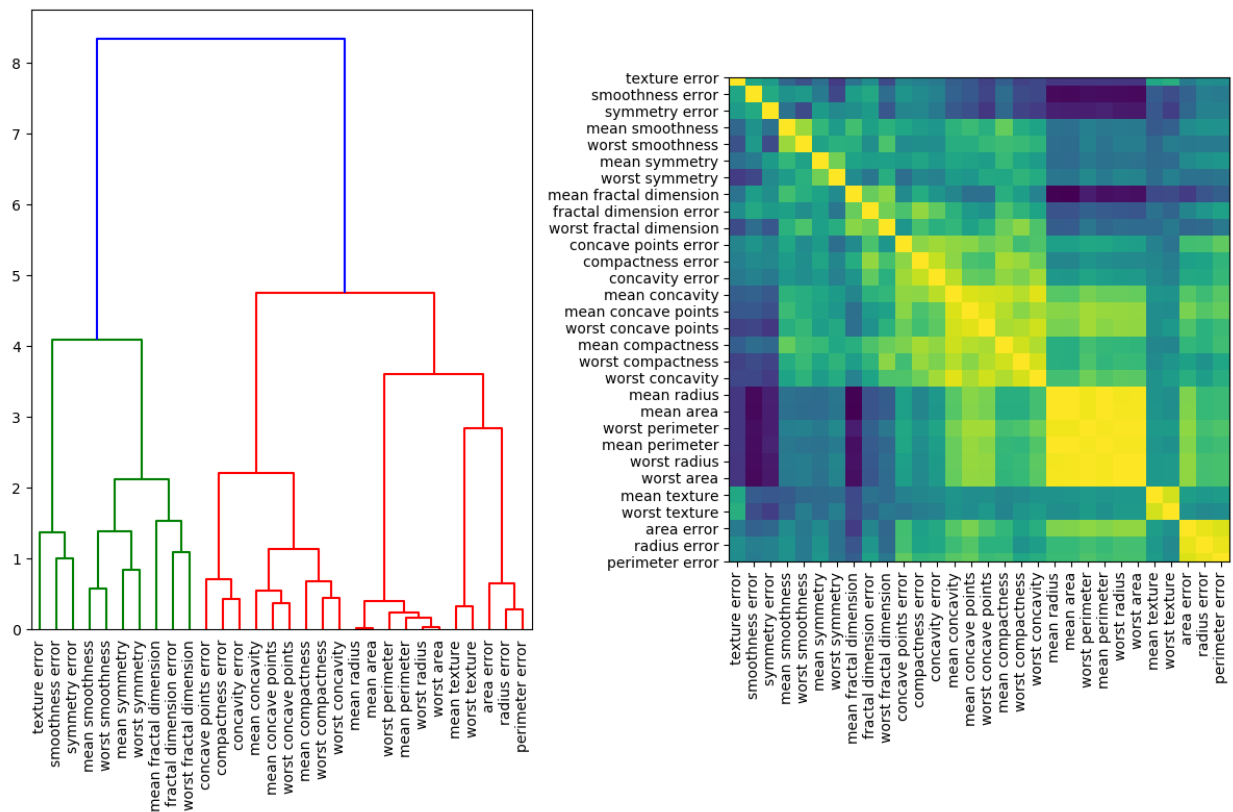 8
7
6
5
4
3
2
1
0
texture error
smoothness error
symmetry error
mean smoothness
worst smoothness
mean symmetry
worst symmetry
mean fractal dimension
fractal dimension error
worst fractal dimension
concave points error
compactness error
concavity error
mean concavity
mean concave points
worst concave points
mean compactness
worst compactness
worst concavity
mean radius
mean area
worst perimeter
mean perimeter
worst radius
worst area
mean texture
worst texture
area error
radius error
perimeter error
texture error
smoothness error
symmetry error
mean smoothness
worst smoothness
mean symmetry
worst symmetry
mean fractal dimension
fractal dimension error
worst fractal dimension
concave points error
compactness error
concavity error
mean concavity
mean concave points
worst concave points
mean compactness
worst compactness
worst concavity
mean radius
mean area
worst perimeter
mean perimeter
worst radius
worst area
mean texture
worst texture
area error
radius error
perimeter error
texture error
smoothness error
symmetry error
mean smoothness
worst smoothness
mean symmetry
worst symmetry
mean fractal dimension
fractal dimension error
worst fractal dimension
concave points error
compactness error
concavity error
mean concavity
mean concave points
worst concave points
mean compactness
worst compactness
worst concavity
mean radius
mean area
worst perimeter
mean perimeter
worst radius
worst area
mean texture
worst texture
area error
radius error
perimeter error